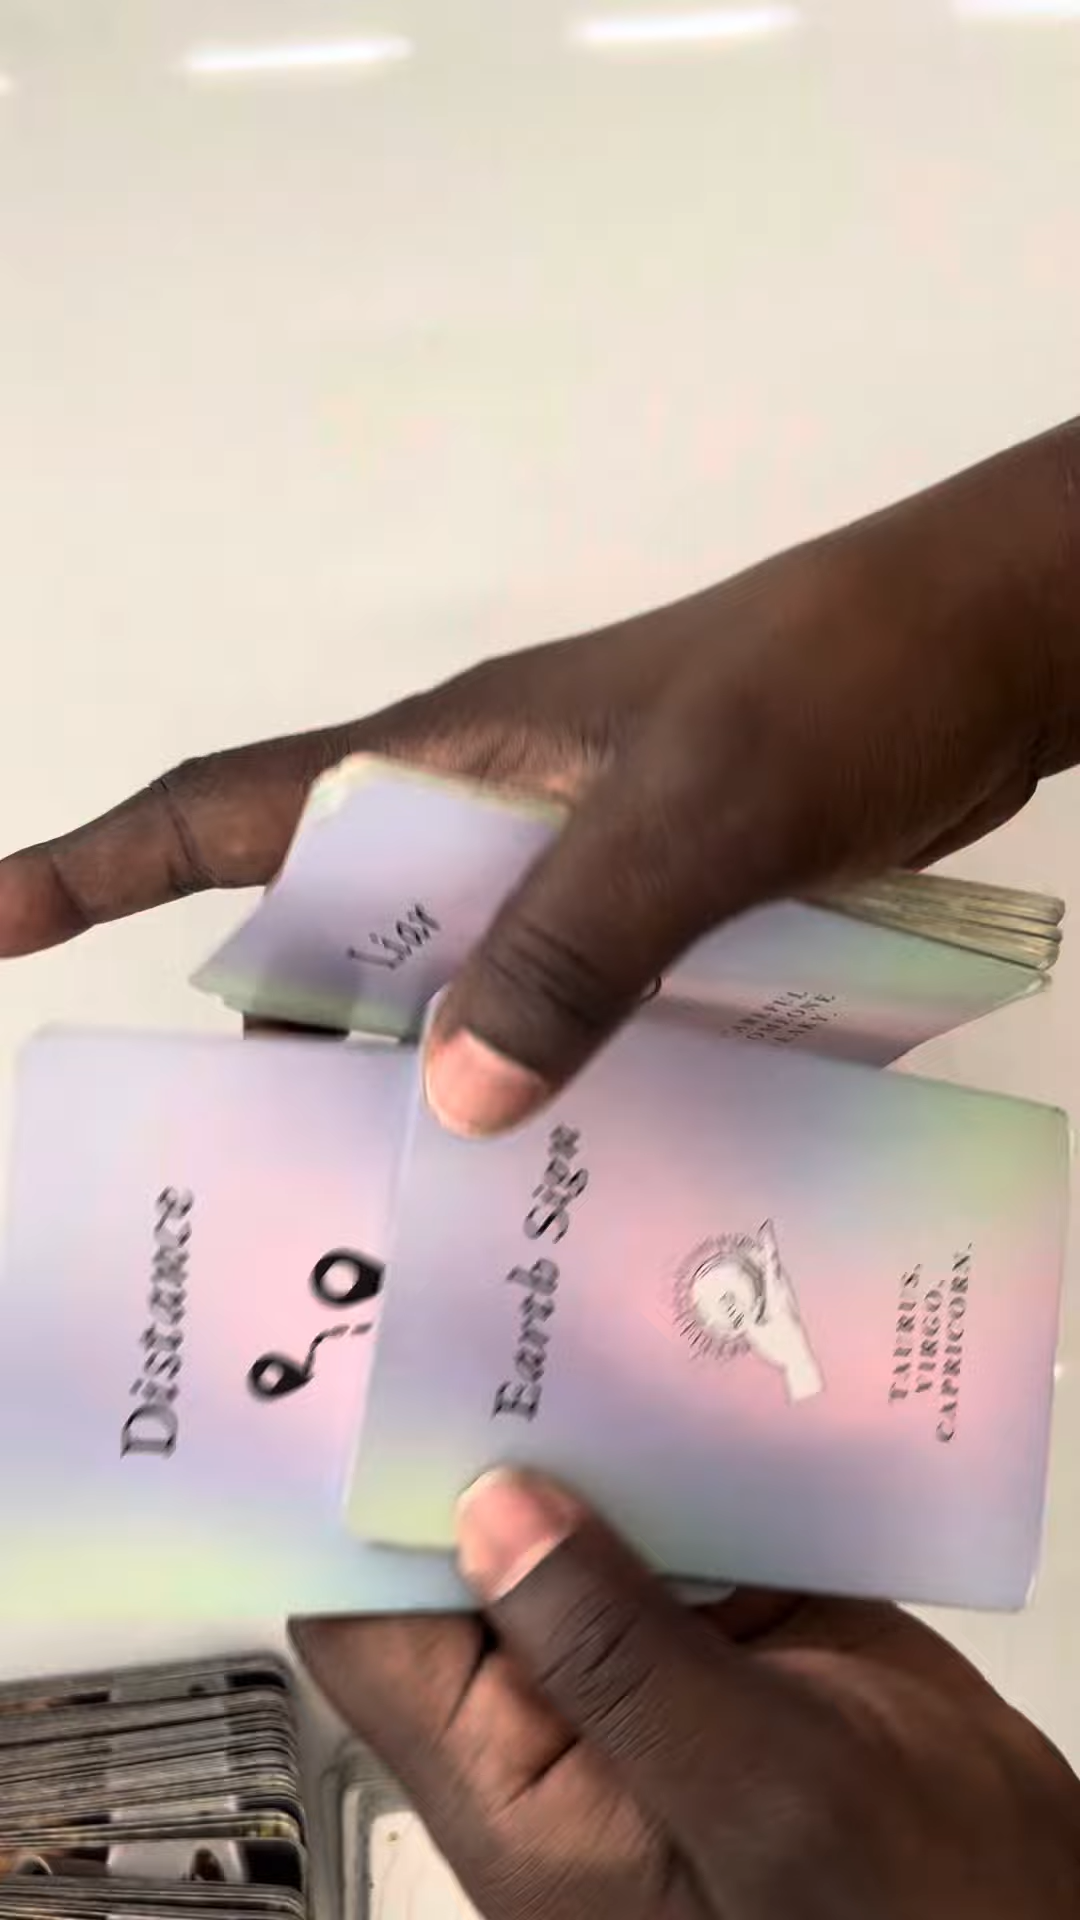 Liar
Distance
Earth Sign
TAURUS,
VIRGO,
CAPRICORN.